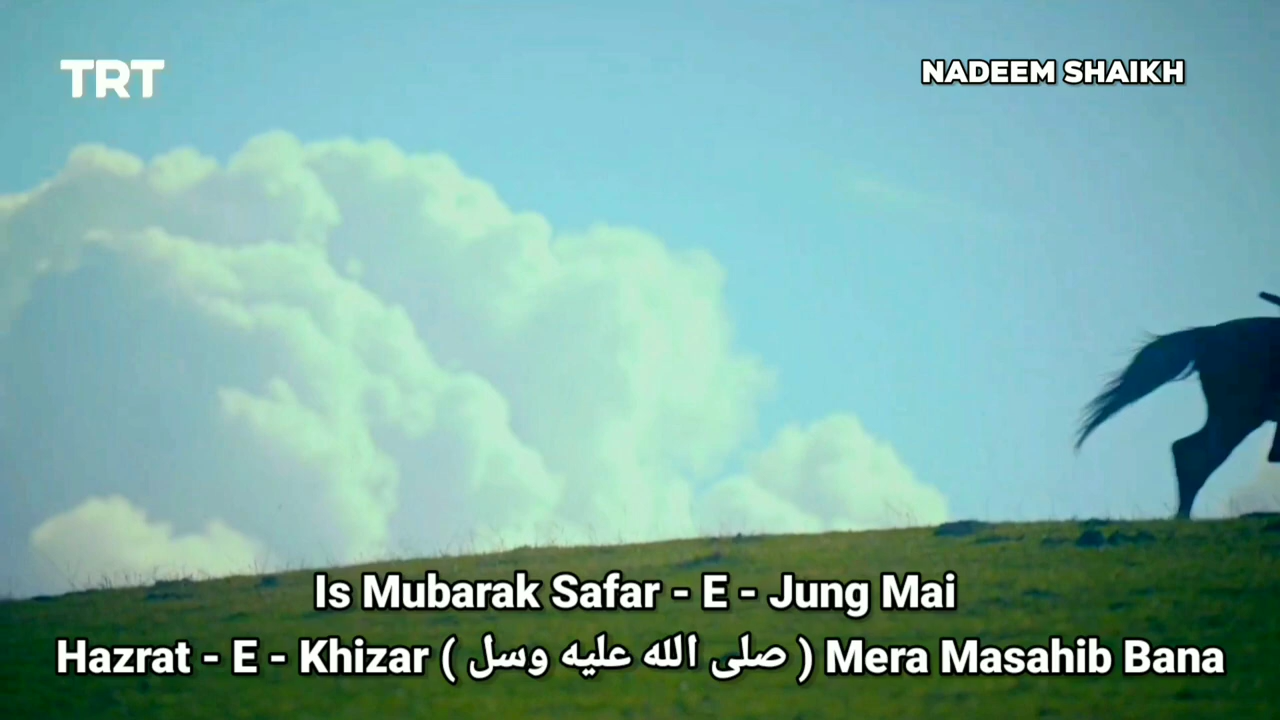 TRT
NADEEM SHAIKH
Is Mubarak Safar - E - Jung Mai
Hazrat - E - Khizar ( صلى الله عليه وسل ) Mera Masahib Bana